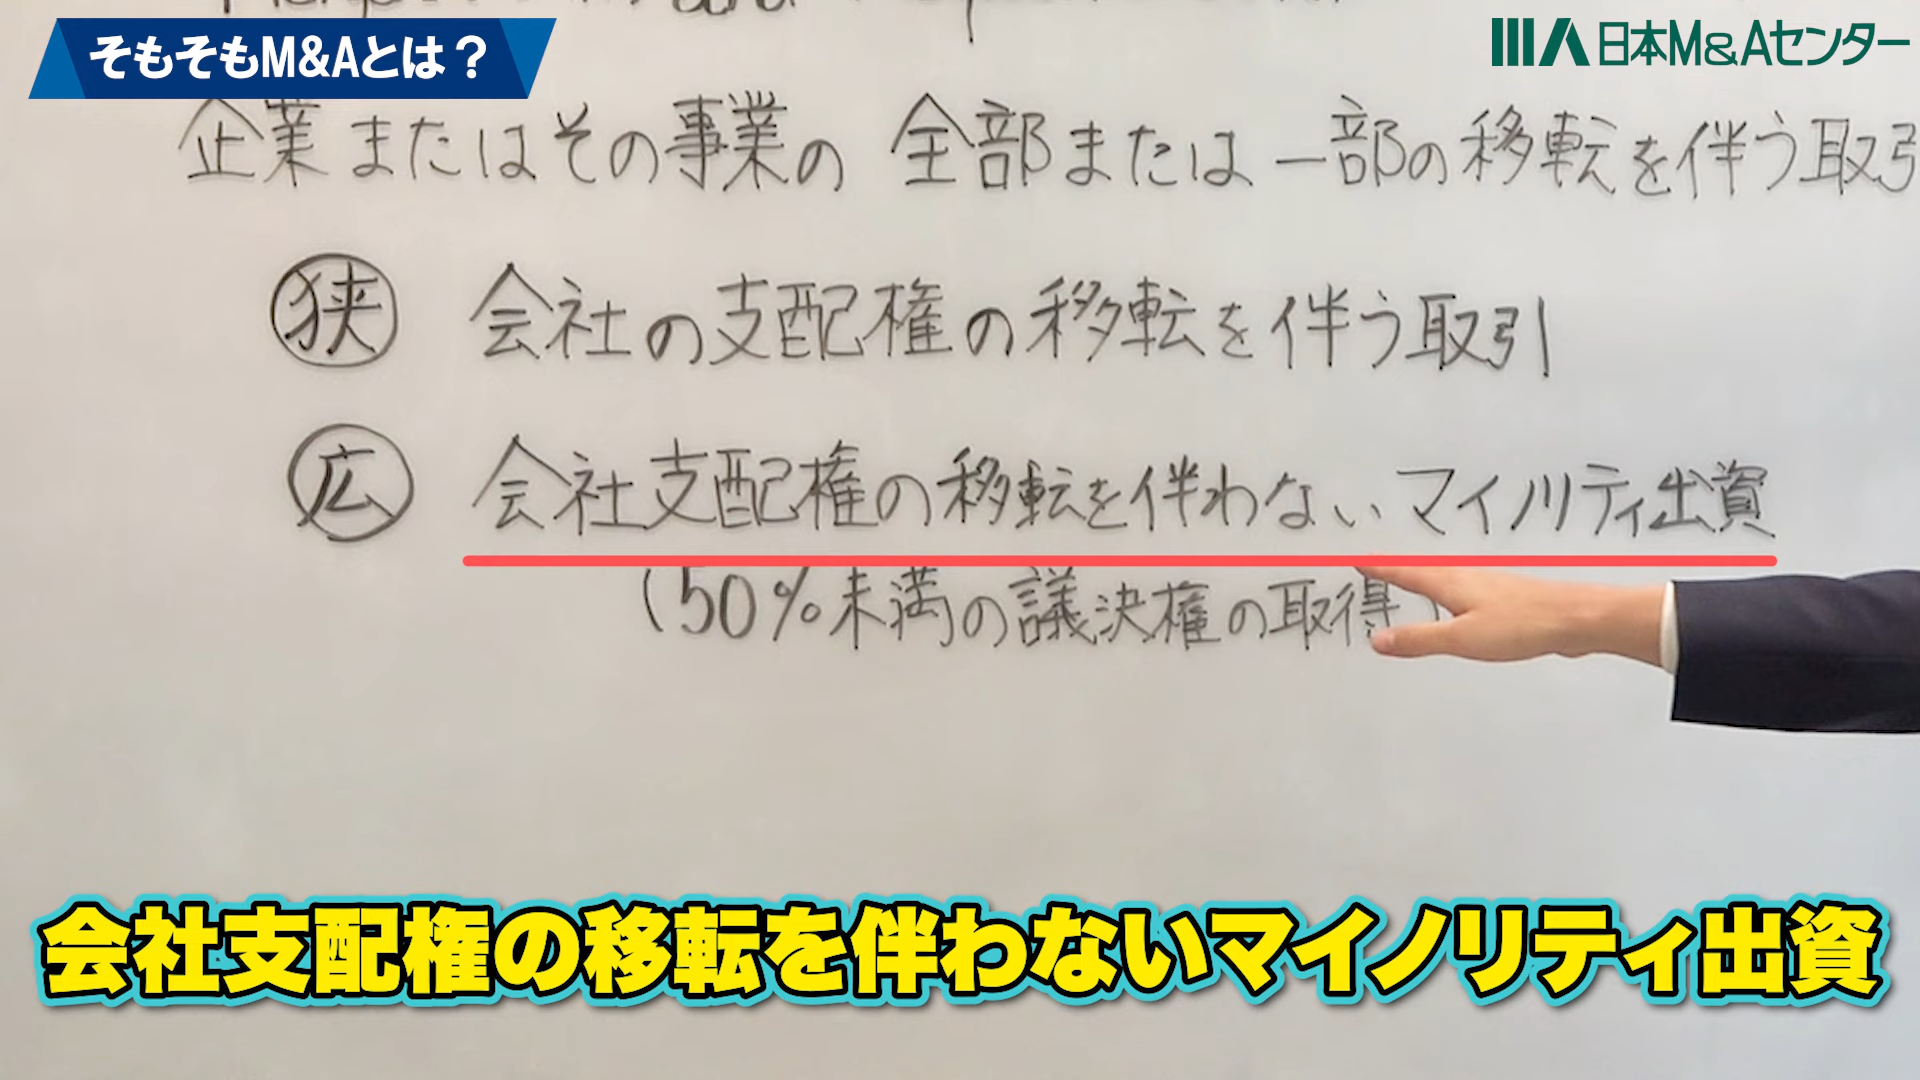 そもそもM&Aとは？
日本M&Aセンター
企業またはその事業の 全部または一部の移転を伴う取引
狭 会社の支配権の移転を伴う取引
広 会社支配権の移転を伴わないマイノリティ出資
(50%未満の議決権の取得)
会社支配権の移転を伴わないマイノリティ出資